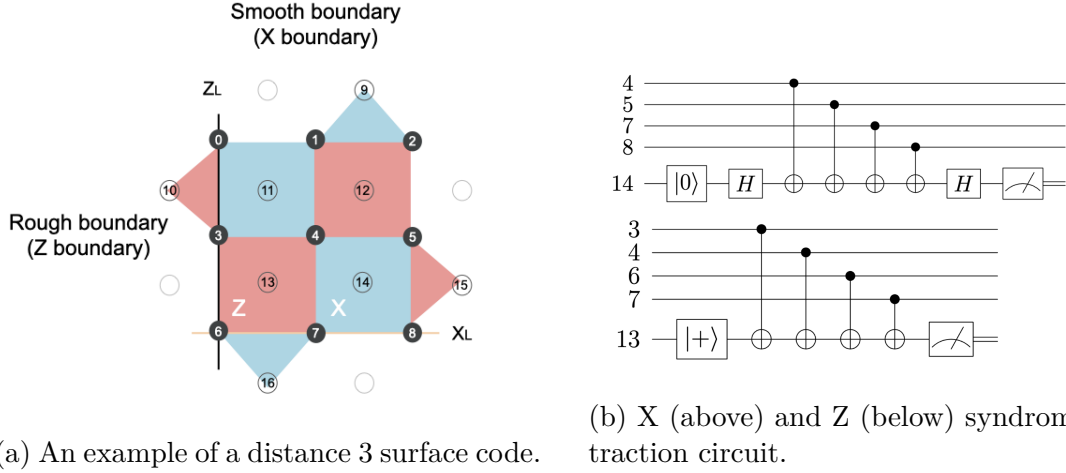 Smooth boundary
(X boundary)
ZL
9
0
1
2
10
11
12
Rough boundary
(Z boundary)
3
4
5
13
14
15
Z
X
6
7
8
XL
16
(a) An example of a distance 3 surface code.
4
5
7
8
14
|0⟩
H
H
3
4
6
7
13
|+⟩
(b) X (above) and Z (below) syndrom
traction circuit.